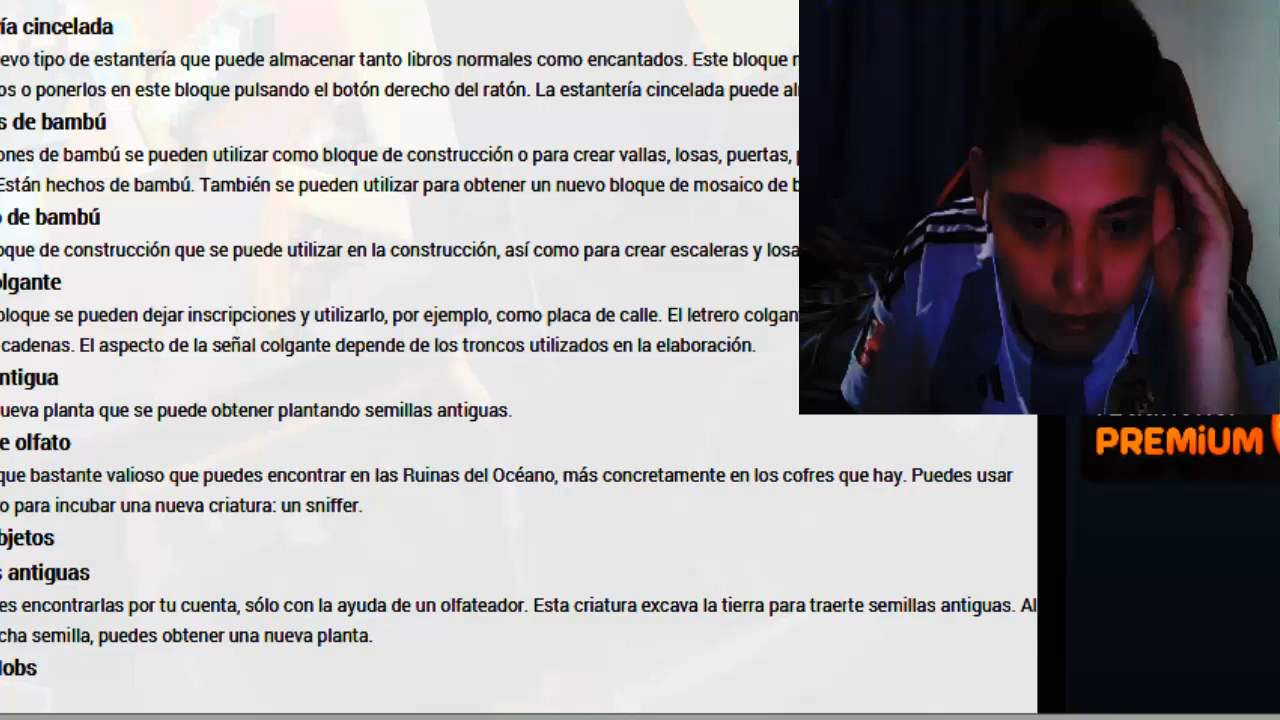 ía cincelada
evo tipo de estantería que puede almacenar tanto libros normales como encantados. Este bloque
os o ponerlos en este bloque pulsando el botón derecho del ratón. La estantería cincelada puede
s de bambú
ones de bambú se pueden utilizar como bloque de construcción o para crear vallas, losas, puertas,
Están hechos de bambú. También se pueden utilizar para obtener un nuevo bloque de mosaico de
o de bambú
oque de construcción que se puede utilizar en la construcción, así como para crear escaleras y losa
olgante
bloque se pueden dejar inscripciones y utilizarlo, por ejemplo, como placa de calle. El letrero colgan
cadenas. El aspecto de la señal colgante depende de los troncos utilizados en la elaboración.
ntigua
ueva planta que se puede obtener plantando semillas antiguas.
e olfato
que bastante valioso que puedes encontrar en las Ruinas del Océano, más concretamente en los cofres que hay. Puedes usar
o para incubar una nueva criatura: un sniffer.
bjetos
s antiguas
es encontrarlas por tu cuenta, sólo con la ayuda de un olfateador. Esta criatura excava la tierra para traerte semillas antiguas. Al
cha semilla, puedes obtener una nueva planta.
lobs
PREMiUM